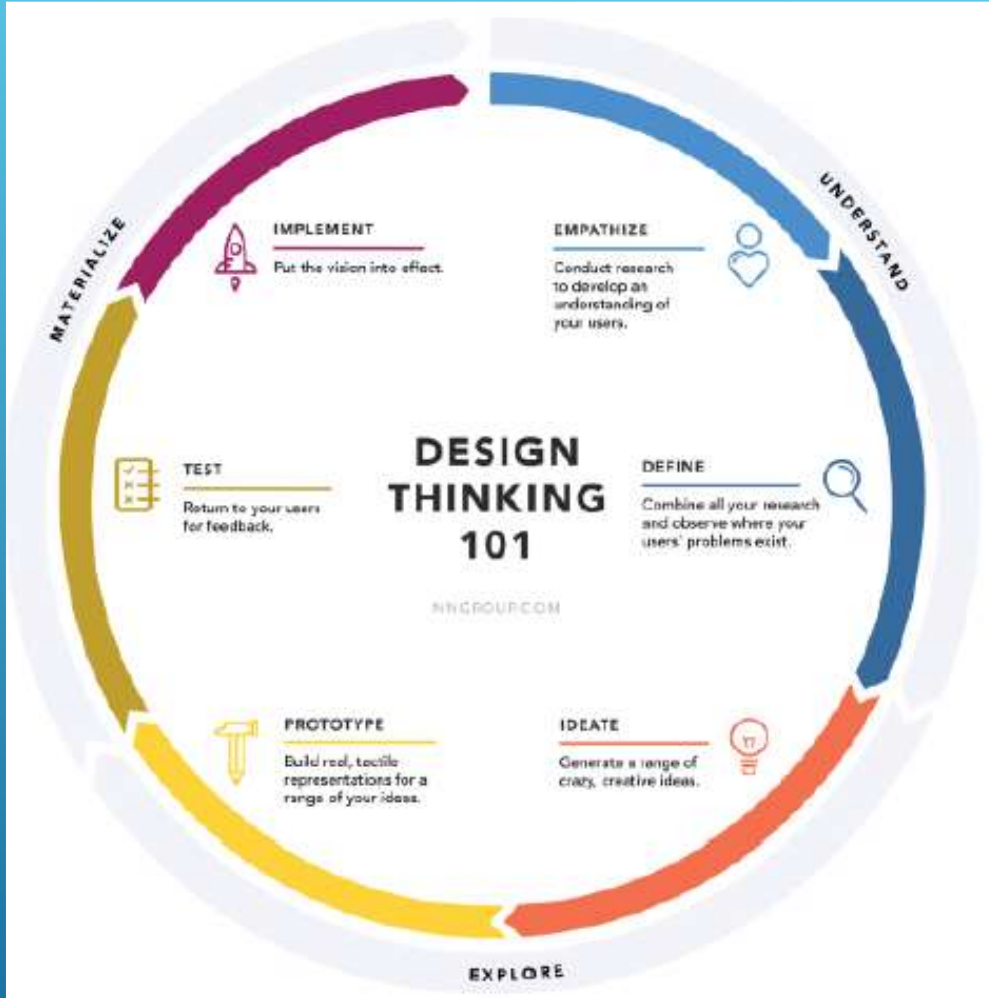 DESIGN
THINKING
101
NNGROUP.COM
UNDERSTAND
EMPATHIZE
Conduct research
to develop an
understanding of
your users.
DEFINE
Combine all your research
and observe where your
users' problems exist.
EXPLORE
IDEATE
Generate a range of
crazy, creative ideas.
PROTOTYPE
Build real, tactile
representations for a
range of your ideas.
MATERIALIZE
TEST
Return to your users
for feedback.
IMPLEMENT
Put the vision into effect.